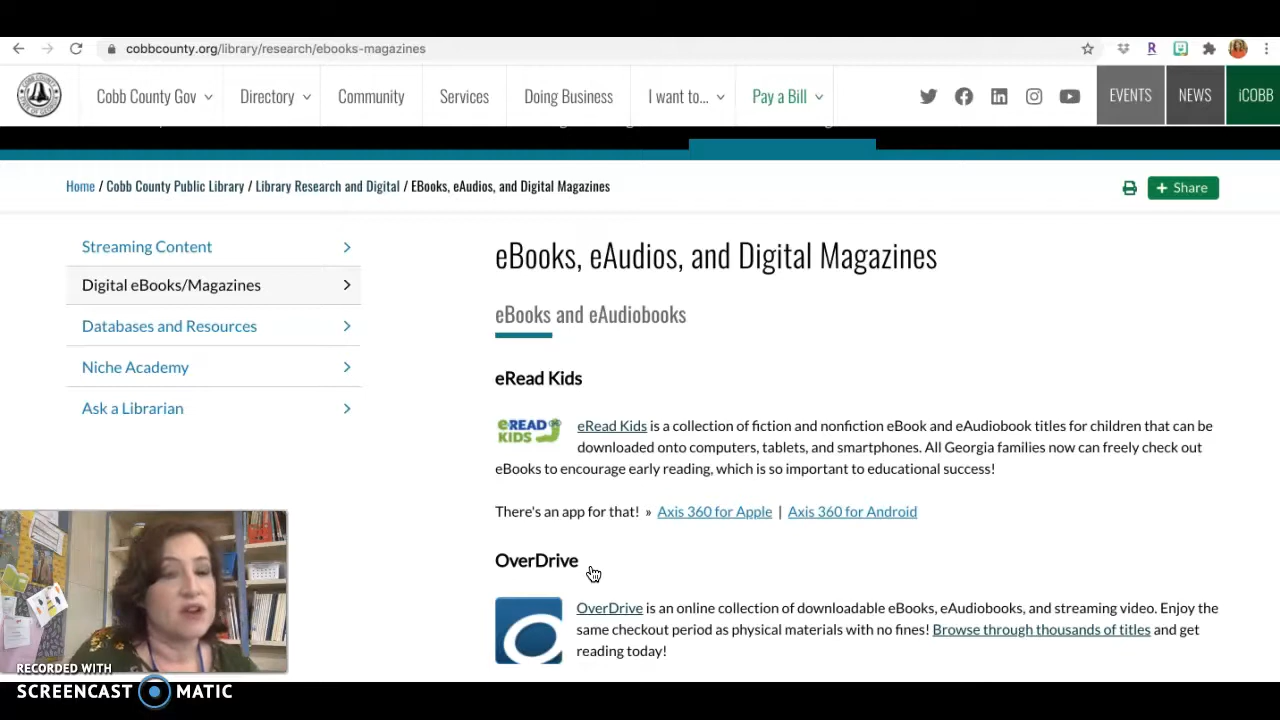 cobbcounty.org/library/research/ebooks-magazines
R
Cobb County Gov Directory Community Services Doing Business I want to... Pay a Bill EVENTS NEWS iCOBB
Home / Cobb County Public Library / Library Research and Digital / EBooks, eAudios, and Digital Magazines
+ Share
Streaming Content
Digital eBooks/Magazines
Databases and Resources
Niche Academy
Ask a Librarian
eBooks, eAudios, and Digital Magazines
eBooks and eAudiobooks
eRead Kids
eREAD
KIDS
eRead Kids is a collection of fiction and nonfiction eBook and eAudiobook titles for children that can be
downloaded onto computers, tablets, and smartphones. All Georgia families now can freely check out
eBooks to encourage early reading, which is so important to educational success!
There's an app for that! » Axis 360 for Apple | Axis 360 for Android
OverDrive
OverDrive is an online collection of downloadable eBooks, eAudiobooks, and streaming video. Enjoy the
same checkout period as physical materials with no fines! Browse through thousands of titles and get
reading today!
RECORDED WITH
SCREENCAST MATIC